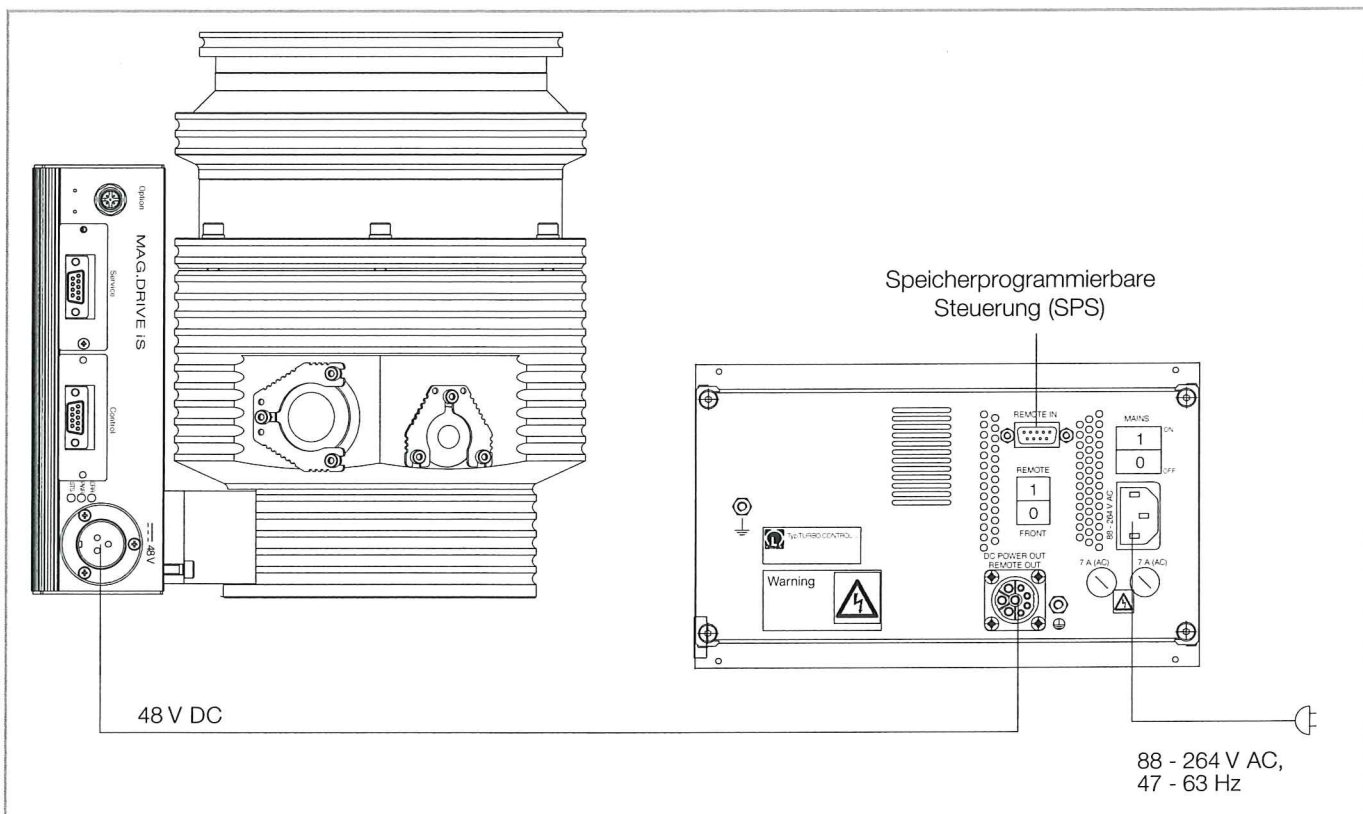 Option
MAG.DRIVE iS
Service
Control
ERR
STA
48 V
48 V DC
Speicherprogrammierbare
Steuerung (SPS)
REMOTE IN
MAINS
1
ON
0
OFF
REMOTE
1
0
FRONT
88 - 264 V AC
DC POWER OUT
REMOTE OUT
7 A (AC)
7 A (AC)
Typ TURBO.CONTROL
Warning
88 - 264 V AC,
47 - 63 Hz